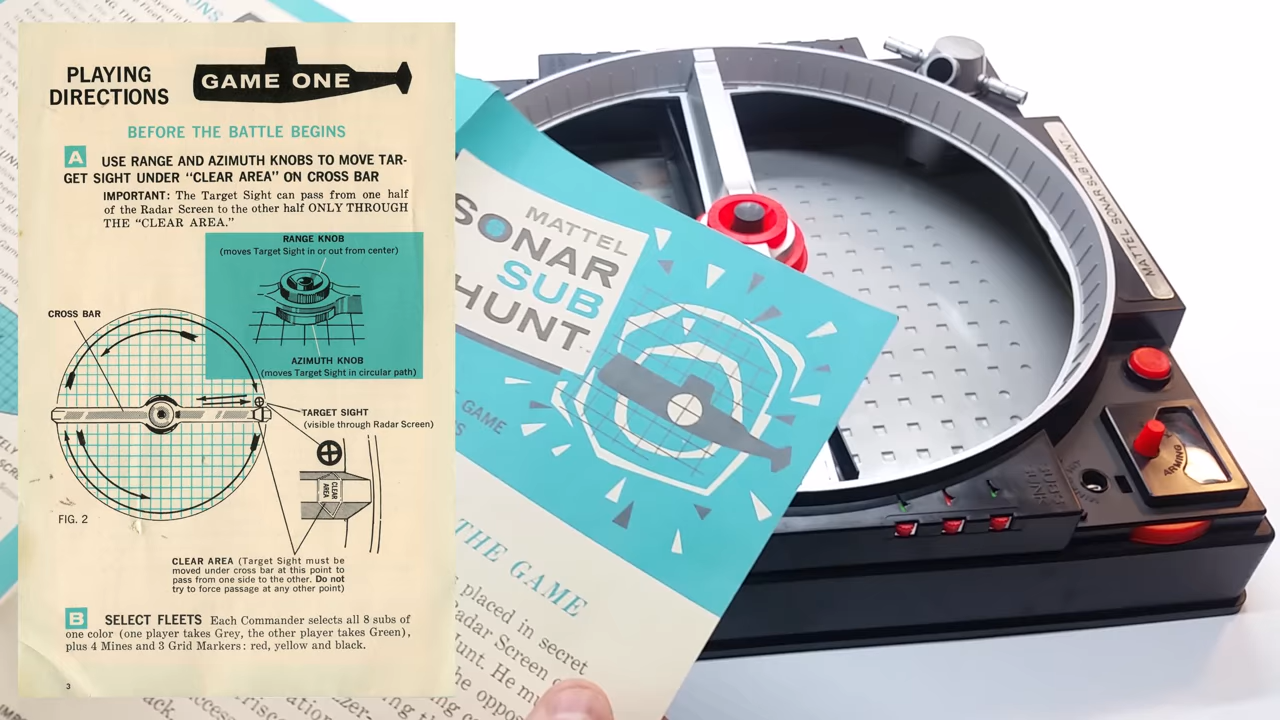 PLAYING
DIRECTIONS
GAME ONE
BEFORE THE BATTLE BEGINS
A USE RANGE AND AZIMUTH KNOBS TO MOVE TAR-
GET SIGHT UNDER “CLEAR AREA” ON CROSS BAR
IMPORTANT: The Target Sight can pass from one half
of the Radar Screen to the other half ONLY THROUGH
THE “CLEAR AREA.”
RANGE KNOB
(moves Target Sight in or out from center)
AZIMUTH KNOB
(moves Target Sight in circular path)
CROSS BAR
TARGET SIGHT
(visible through Radar Screen)
CLEAR
AREA
FIG. 2
CLEAR AREA (Target Sight must be
moved under cross bar at this point to
pass from one side to the other. Do not
try to force passage at any other point)
B SELECT FLEETS Each Commander selects all 8 subs of
one color (one player takes Grey, the other player takes Green),
plus 4 Mines and 3 Grid Markers: red, yellow and black.
3
MATTEL
SONAR
SUB
HUNT
GAME
THE GAME
placed in secret
Radar Screen
Hunt. He
the
MATTEL SONAR SUB HUNT
ARMING